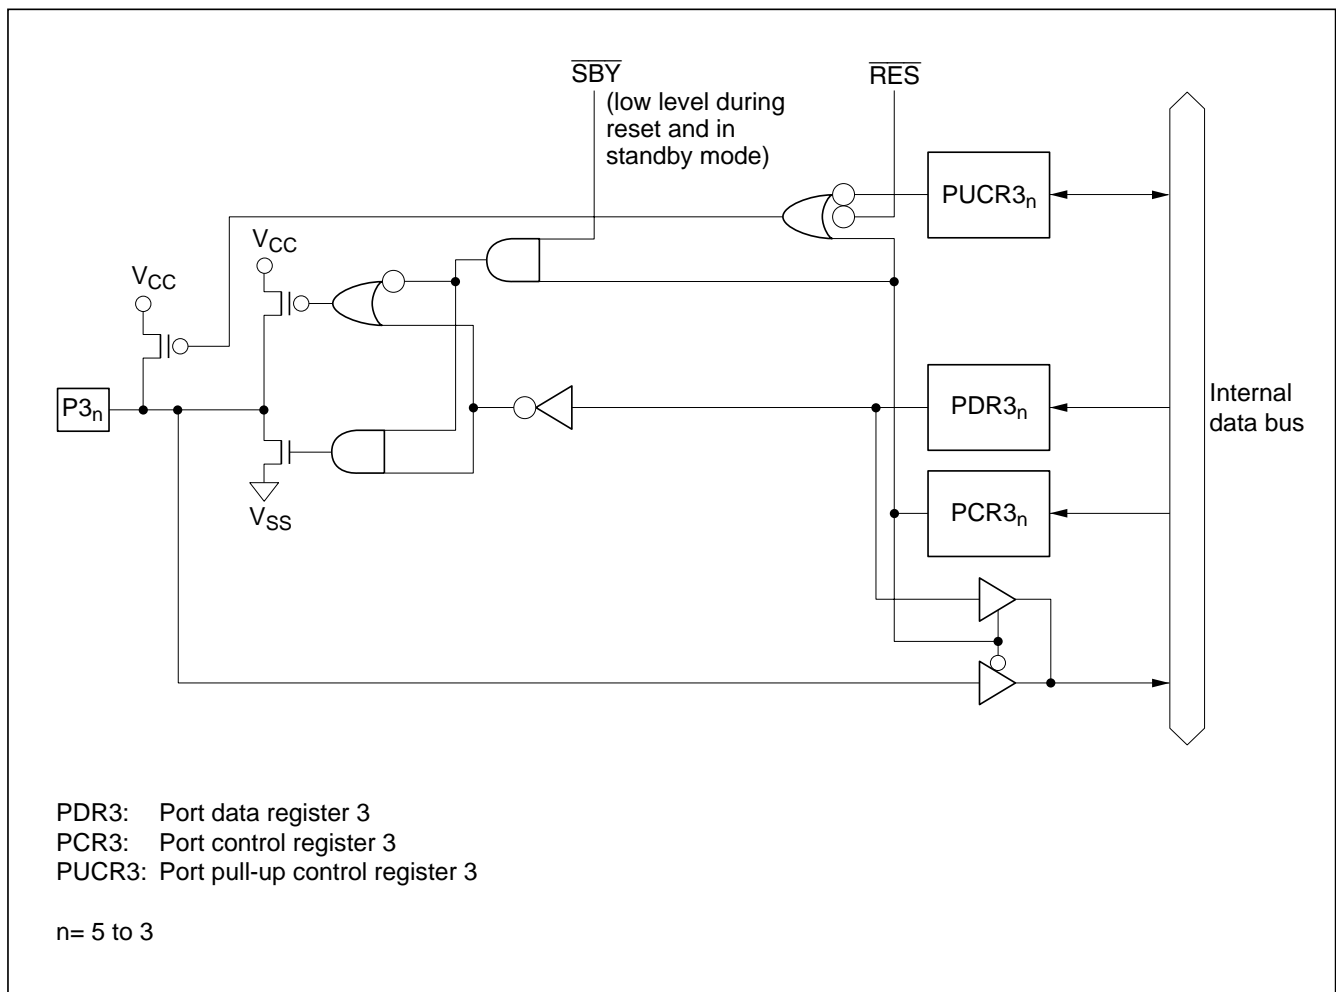 SBY
(low level during
reset and in
standby mode)
RES
PUCR3n
VCC
VCC
P3n
PDR3n
Internal
data bus
PCR3n
VSS
PDR3: Port data register 3
PCR3: Port control register 3
PUCR3: Port pull-up control register 3
n= 5 to 3